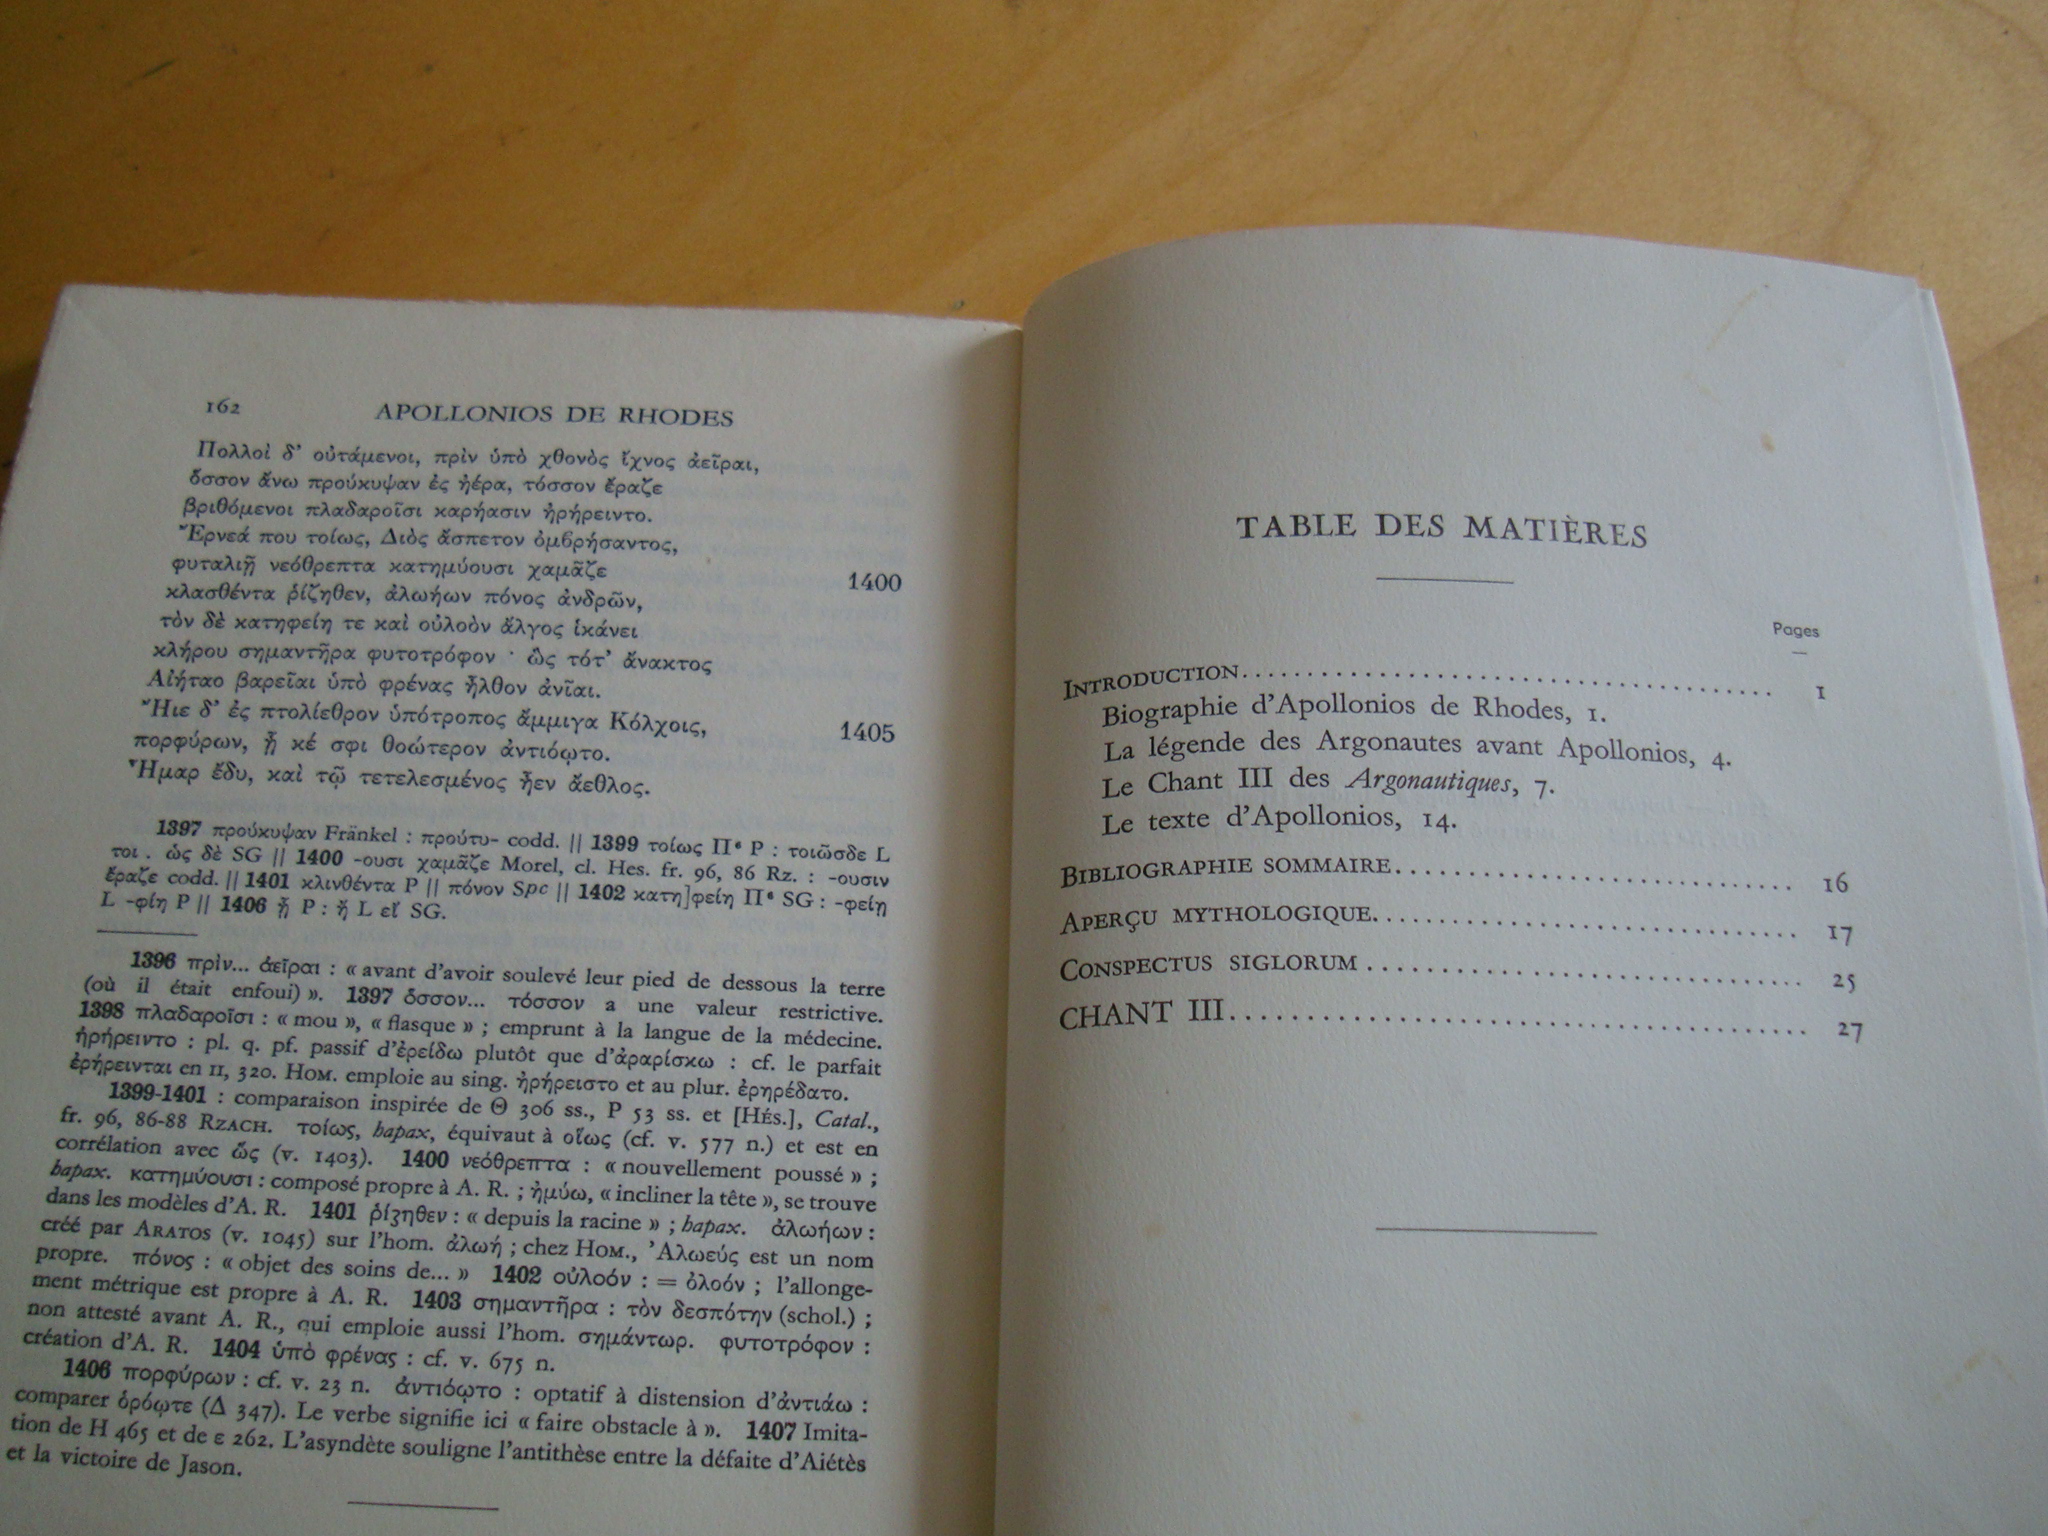 162 APOLLONIOS DE RHODES
Πολλοὶ δ' οὐτάμενοι, πρὶν ὑπὸ χθονὸς ἴχνος ἀεῖραι,
ὅσσον ἄνω προύκυψαν ἐς ἠέρα, τόσσον ἔραζε
βριθόμενοι πλαδαροῖσι καρήασιν ἠρήρειντο.
Ἔρνεά που τοίως, Διὸς ἄσπετον ὀμβρήσαντος,
φυταλιῇ νεόθρεπτα κατημύουσι χαμᾶζε 1400
κλασθέντα ῥίζηθεν, ἀλωήων πόνος ἀνδρῶν,
τὸν δὲ κατηφείη τε καὶ οὐλοὸν ἄλγος ἱκάνει
κλήρου σημαντῆρα φυτοτρόφον · ὣς τότ' ἄνακτος
Αἰήταο βαρεῖαι ὑπὸ φρένας ἦλθον ἀνῖαι.
Ἤιε δ' ἐς πτολίεθρον ὑπότροπος ἄμμιγα Κόλχοις, 1405
πορφύρων, ᾗ κέ σφι θοώτερον ἀντιόῳτο.
Ἦμαρ ἔδυ, καὶ τῷ τετελεσμένος ἦεν ἄεθλος.
1397 προύκυψαν Fränkel : προύτυ- codd. || 1399 τοίως Πᵉ P : τοιῶσδε L
τοι . ὡς δὲ SG || 1400 -ουσι χαμᾶζε Morel, cl. Hes. fr. 96, 86 Rz. : -ουσιν
ἔραζε codd. || 1401 κλινθέντα P || πόνον Spc || 1402 κατη]φείη Πᵉ SG : -φείῃ
L -φίη P || 1406 ᾗ P : ἤ L εἴ SG.
1396 πρὶν... ἀεῖραι : « avant d'avoir soulevé leur pied de dessous la terre
(où il était enfoui) ». 1397 ὅσσον... τόσσον a une valeur restrictive.
1398 πλαδαροῖσι : « mou », « flasque » ; emprunt à la langue de la médecine.
ἠρήρειντο : pl. q. pf. passif d'ἐρείδω plutôt que d'ἀραρίσκω : cf. le parfait
ἐρήρεινται en II, 320. HOM. emploie au sing. ἠρήρειστο et au plur. ἐρηρέδατο.
1399-1401 : comparaison inspirée de Θ 306 ss., P 53 ss. et [HÉS.], Catal.,
fr. 96, 86-88 RZACH. τοίως, hapax, équivaut à οἵως (cf. v. 577 n.) et est en
corrélation avec ὥς (v. 1403). 1400 νεόθρεπτα : « nouvellement poussé » ;
hapax. κατημύουσι : composé propre à A. R. ; ἠμύω, « incliner la tête », se trouve
dans les modèles d'A. R. 1401 ῥίζηθεν : « depuis la racine » ; hapax. ἀλωήων :
créé par ARATOS (v. 1045) sur l'hom. ἀλωή ; chez HOM., Ἀλωεύς est un nom
propre. πόνος : « objet des soins de... » 1402 οὐλοόν : = ὀλοόν ; l'allonge-
ment métrique est propre à A. R. 1403 σημαντῆρα : τὸν δεσπότην (schol.) ;
non attesté avant A. R., qui emploie aussi l'hom. σημάντωρ. φυτοτρόφον :
création d'A. R. 1404 ὑπὸ φρένας : cf. v. 675 n.
1406 πορφύρων : cf. v. 23 n. ἀντιόῳτο : optatif à distension d'ἀντιάω :
comparer ὁρόῳτε (Δ 347). Le verbe signifie ici « faire obstacle à ». 1407 Imita-
tion de H 465 et de ε 262. L'asyndète souligne l'antithèse entre la défaite d'Aiétès
et la victoire de Jason.
TABLE DES MATIÈRES
Pages
INTRODUCTION........................................ 1
Biographie d'Apollonios de Rhodes, 1.
La légende des Argonautes avant Apollonios, 4.
Le Chant III des Argonautiques, 7.
Le texte d'Apollonios, 14.
BIBLIOGRAPHIE SOMMAIRE............................. 16
APERÇU MYTHOLOGIQUE............................... 17
CONSPECTUS SIGLORUM ............................... 25
CHANT III.......................................... 27